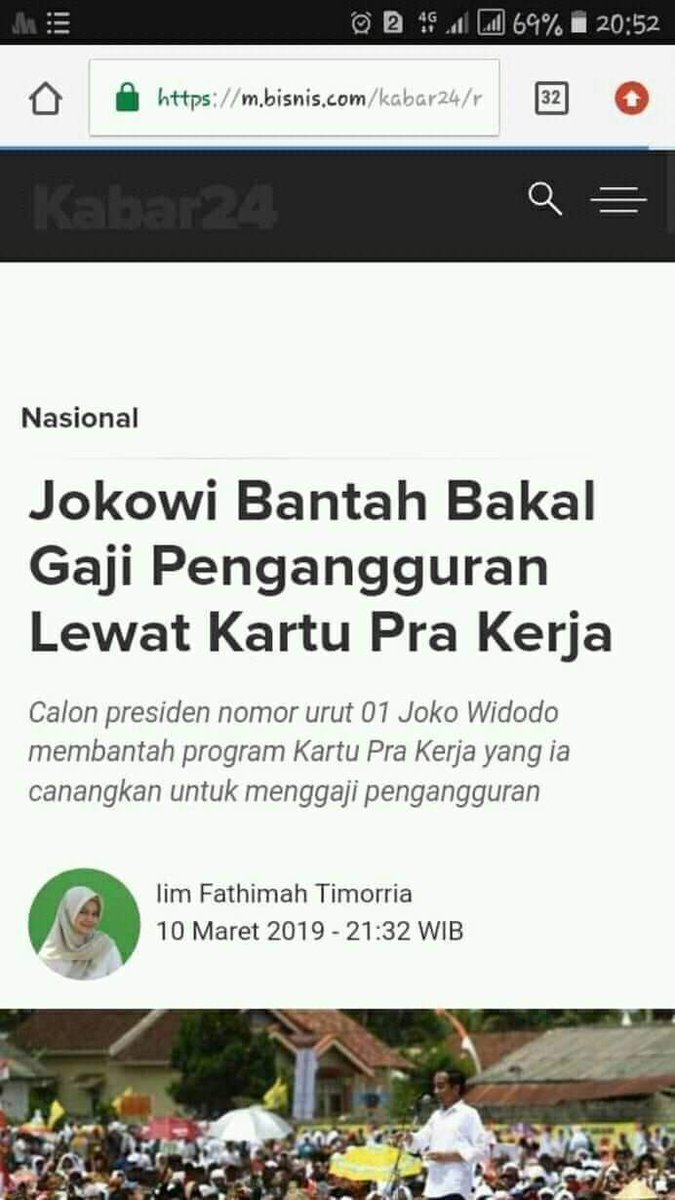 2 4G 69% 20:52
https://m.bisnis.com/kabar24/r 32
Kabar24
Nasional
Jokowi Bantah Bakal
Gaji Pengangguran
Lewat Kartu Pra Kerja
Calon presiden nomor urut 01 Joko Widodo
membantah program Kartu Pra Kerja yang ia
canangkan untuk menggaji pengangguran
Iim Fathimah Timorria
10 Maret 2019 - 21:32 WIB